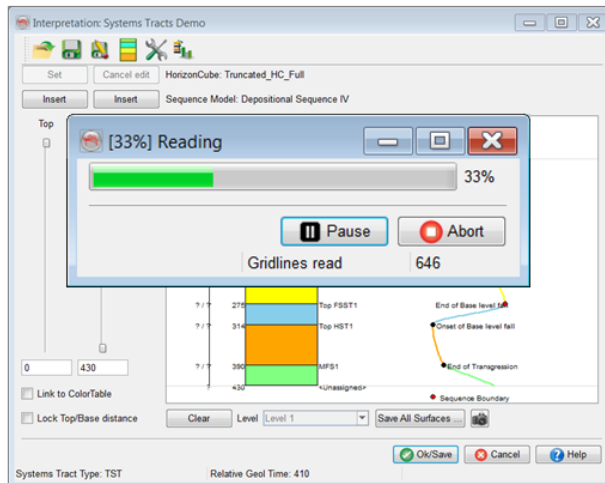 Interpretation: Systems Tracts Demo
Set Cancel edit HorizonCube: Truncated_HC_Full
Insert Insert Sequence Model: Depositional Sequence IV
Top
[33%] Reading
33%
Pause Abort
Gridlines read 646
? / ? 275 Top FSST1 End of Base level fall
? / ? 314 Top HST1 Onset of Base level fall
0 430 ? / ? 390 MFS1 End of Transgression
430 <Unassigned>
Link to ColorTable Sequence Boundary
Lock Top/Base distance Clear Level Level 1 Save All Surfaces ...
Ok/Save Cancel Help
Systems Tract Type: TST Relative Geol Time: 410